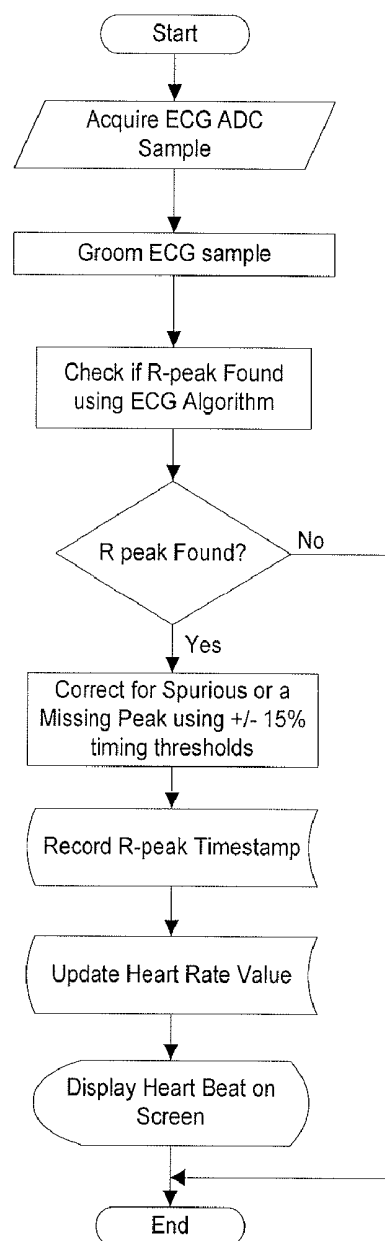 Start
Acquire ECG ADC
Sample
Groom ECG sample
Check if R-peak Found
using ECG Algorithm
R peak Found?
No
Yes
Correct for Spurious or a
Missing Peak using +/- 15%
timing thresholds
Record R-peak Timestamp
Update Heart Rate Value
Display Heart Beat on
Screen
End